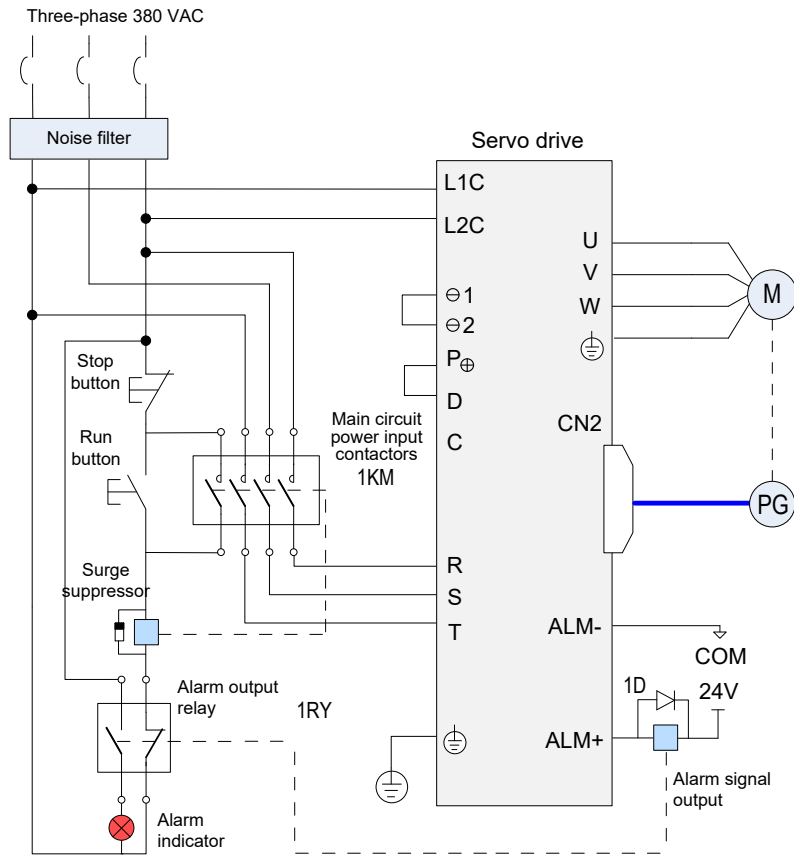 Three-phase 380 VAC
Noise filter
Servo drive
L1C
L2C
U
V
W
M
⊖1
⊖2
P⊕
D
C
Stop
button
Run
button
Main circuit
power input
contactors
1KM
CN2
PG
R
S
T
Surge
suppressor
ALM-
COM
24V
1D
Alarm output
relay
1RY
ALM+
Alarm signal
output
Alarm
indicator